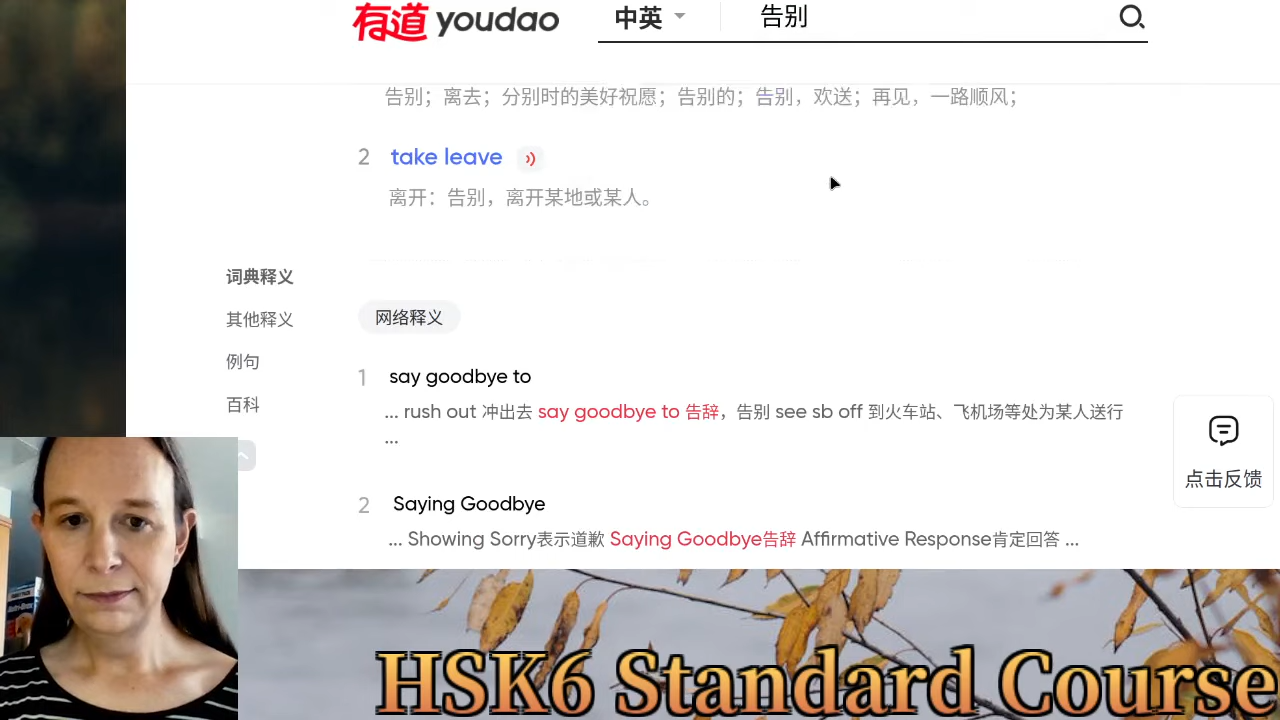 有道 youdao 中英 告别
告别；离去；分别时的美好祝愿；告别的；告别，欢送；再见，一路顺风；
2 take leave
离开：告别，离开某地或某人。
词典释义
其他释义
网络释义
例句
1 say goodbye to
百科
... rush out 冲出去 say goodbye to 告辞，告别 see sb off 到火车站、飞机场等处为某人送行
...
点击反馈
2 Saying Goodbye
... Showing Sorry表示道歉 Saying Goodbye告辞 Affirmative Response肯定回答 ...
HSK6 Standard Course